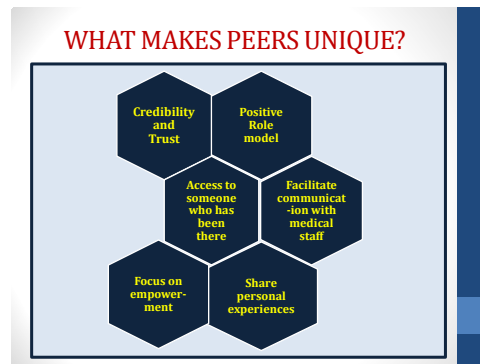 WHAT MAKES PEERS UNIQUE?
Credibility
and
Trust
Positive
Role
model
Access to
someone
who has
been
there
Facilitate
communicat
-ion with
medical
staff
Focus on
empower-
ment
Share
personal
experiences